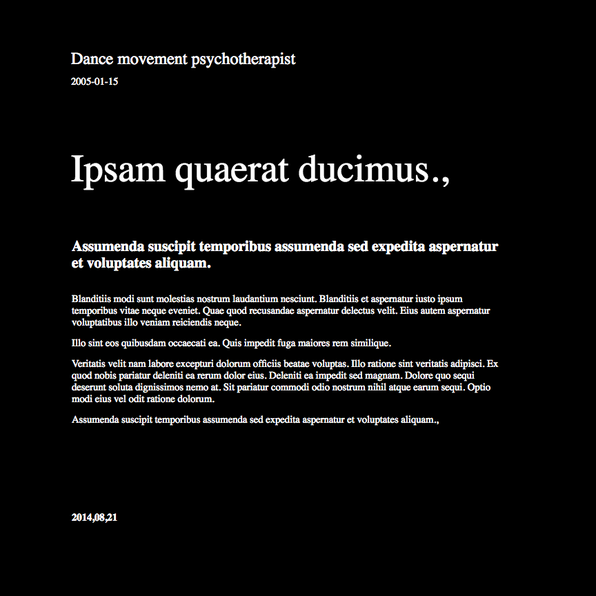 Dance movement psychotherapist
2005-01-15
Ipsam quaerat ducimus.,
Assumenda suscipit temporibus assumenda sed expedita aspernatur
et voluptates aliquam.
Blanditiis modi sunt molestias nostrum laudantium nesciunt. Blanditiis et aspernatur iusto ipsum
temporibus vitae neque eveniet. Quae quod recusandae aspernatur delectus velit. Eius autem aspernatur
voluptatibus illo veniam reiciendis neque.
Illo sint eos quibusdam occaecati ea. Quis impedit fuga maiores rem similique.
Veritatis velit nam labore excepturi dolorum officiis beatae voluptas. Illo ratione sint veritatis adipisci. Ex
quod nobis pariatur deleniti ea rerum dolor eius. Deleniti ea impedit sed magnam. Dolore quo sequi
deserunt soluta dignissimos nemo at. Sit pariatur commodi odio nostrum nihil atque earum sequi. Optio
modi eius vel odit ratione dolorum.
Assumenda suscipit temporibus assumenda sed expedita aspernatur et voluptates aliquam.,
2014,08,21